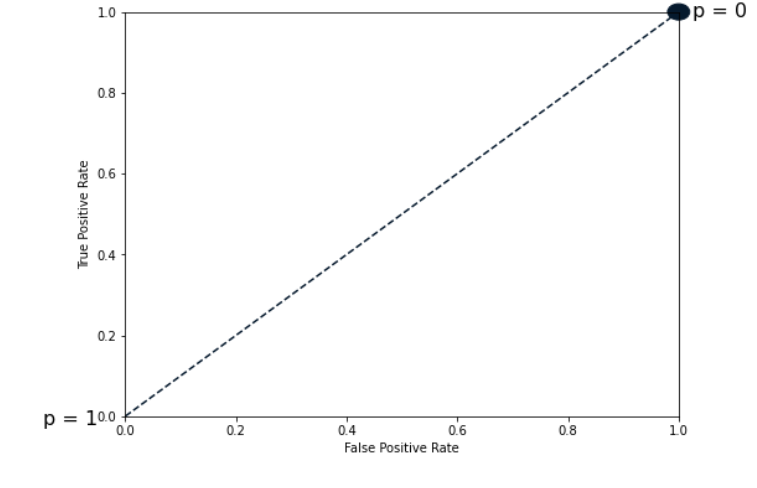 1.0
p = 0
0.8
0.6
True Positive Rate
0.4
0.2
p = 1
0.0
0.0 0.2 0.4 0.6 0.8 1.0
False Positive Rate